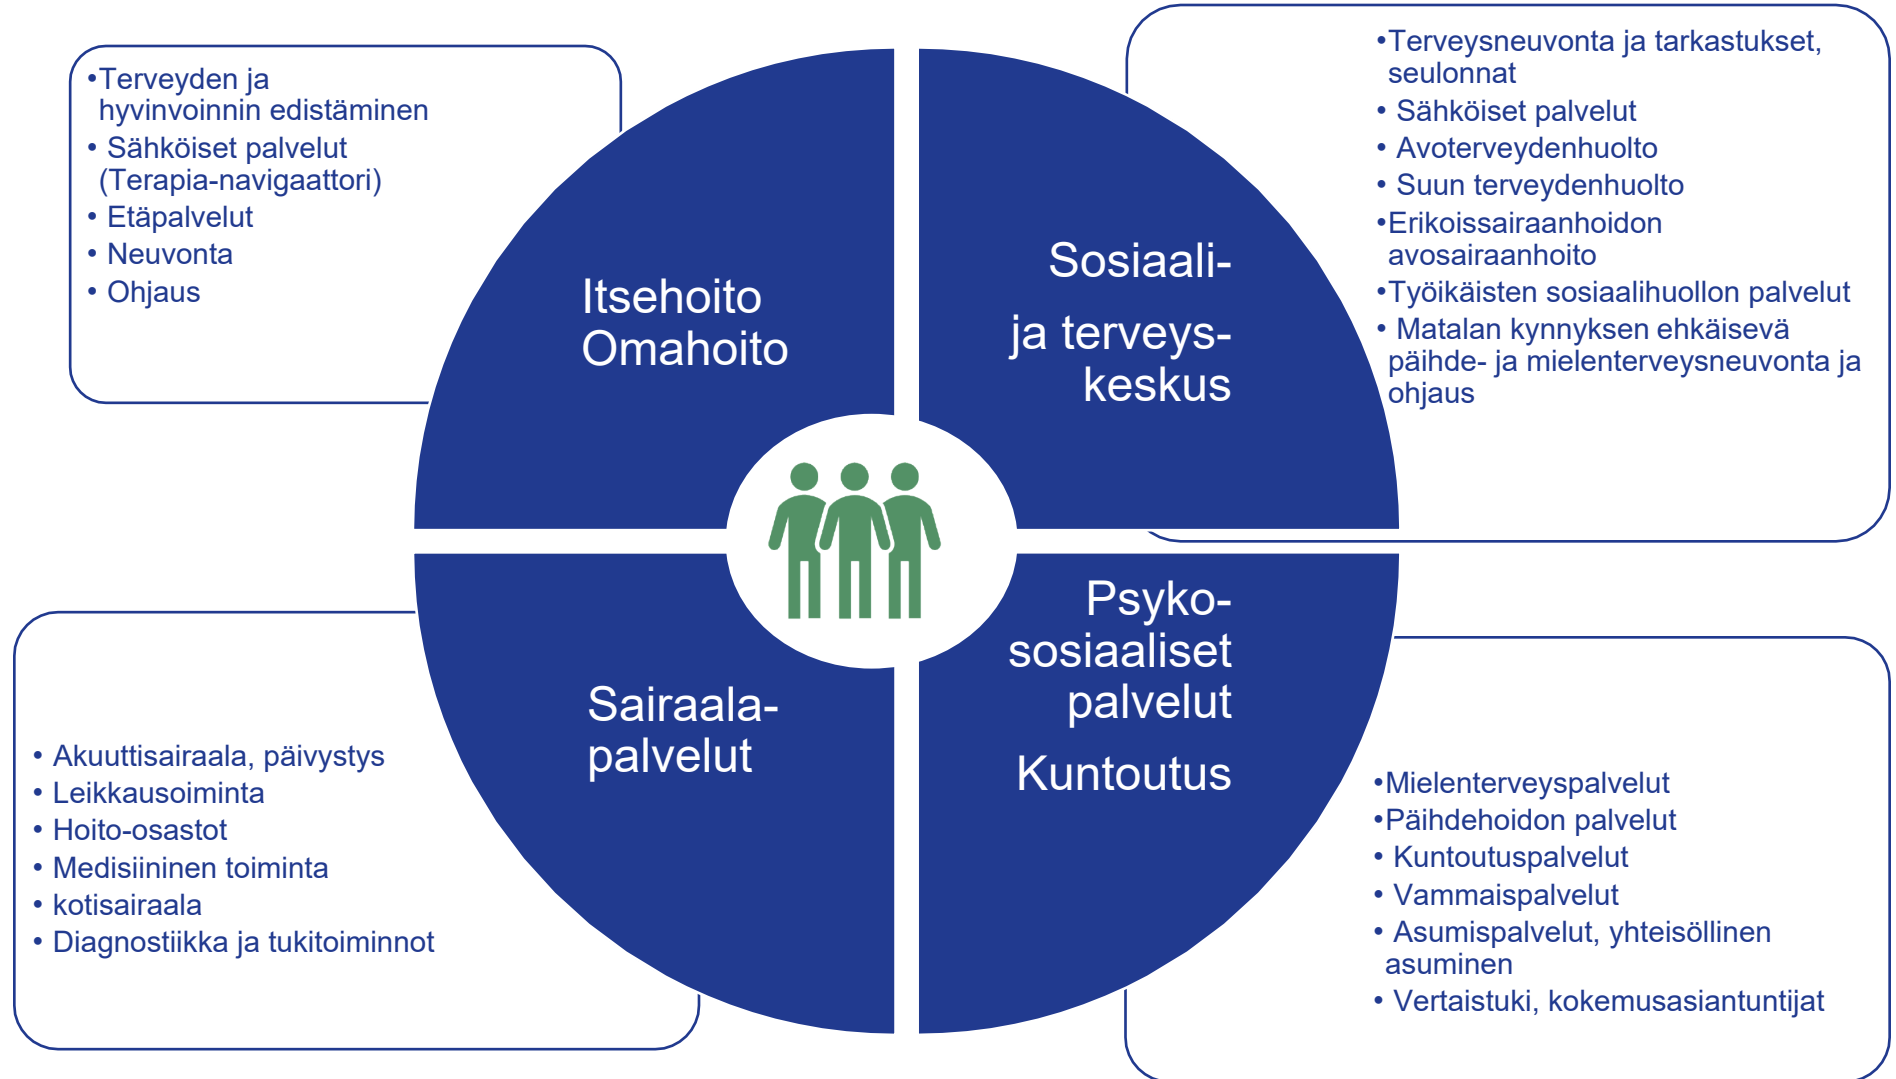 •Terveyden ja
hyvinvoinnin edistäminen
• Sähköiset palvelut
(Terapia-navigaattori)
• Etäpalvelut
• Neuvonta
• Ohjaus
Itsehoito
Omahoito
Sosiaali-
ja terveys-
keskus
•Terveysneuvonta ja tarkastukset,
seulonnat
• Sähköiset palvelut
• Avoterveydenhuolto
• Suun terveydenhuolto
•Erikoissairaanhoidon
avosairaanhoito
•Työikäisten sosiaalihuollon palvelut
• Matalan kynnyksen ehkäisevä
päihde- ja mielenterveysneuvonta ja
ohjaus
• Akuuttisairaala, päivystys
• Leikkausoiminta
• Hoito-osastot
• Medisiininen toiminta
• kotisairaala
• Diagnostiikka ja tukitoiminnot
Sairaala-
palvelut
Psyko-
sosiaaliset
palvelut
Kuntoutus
•Mielenterveyspalvelut
•Päihdehoidon palvelut
• Kuntoutuspalvelut
• Vammaispalvelut
• Asumispalvelut, yhteisöllinen
asuminen
• Vertaistuki, kokemusasiantuntijat